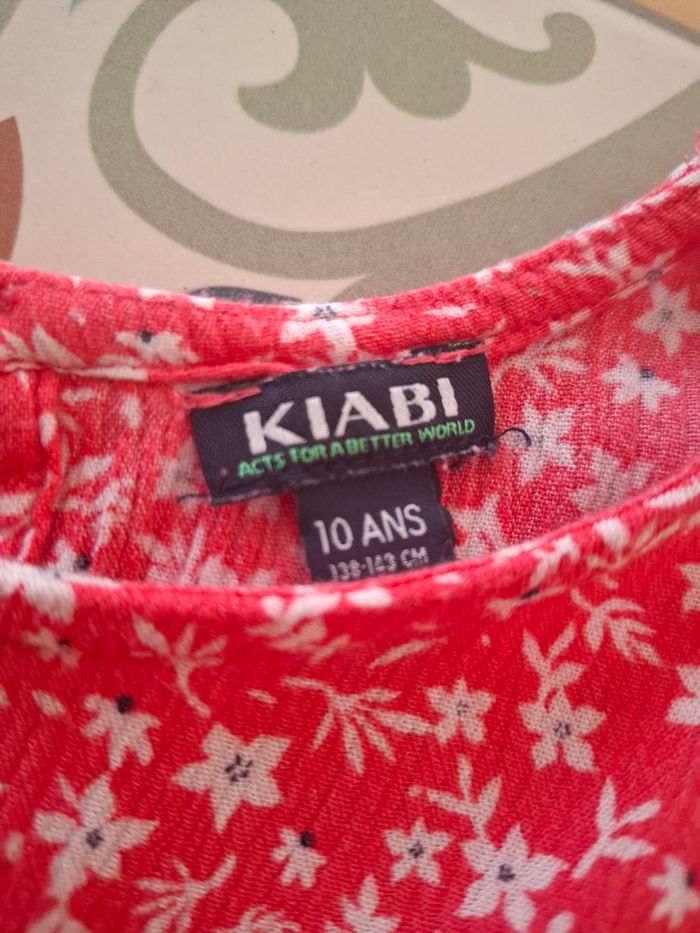 KIABI
ACTS FOR A BETTER WORLD
10 ANS
138-143 CM